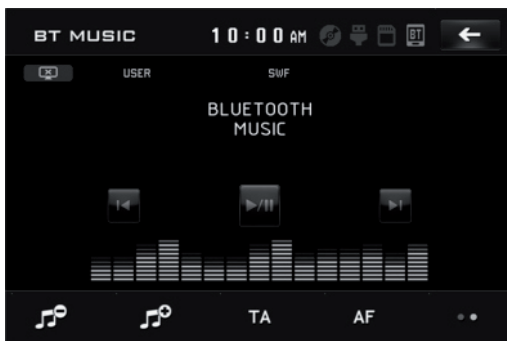 BT MUSIC 10:00 AM BT
USER SWF
BLUETOOTH
MUSIC
TA AF